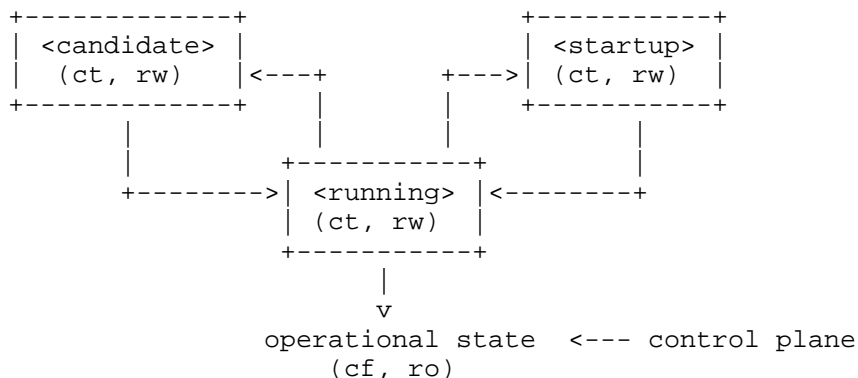 <candidate> <startup>
(ct, rw) (ct, rw)
<running>
(ct, rw)
operational state <--- control plane
(cf, ro)